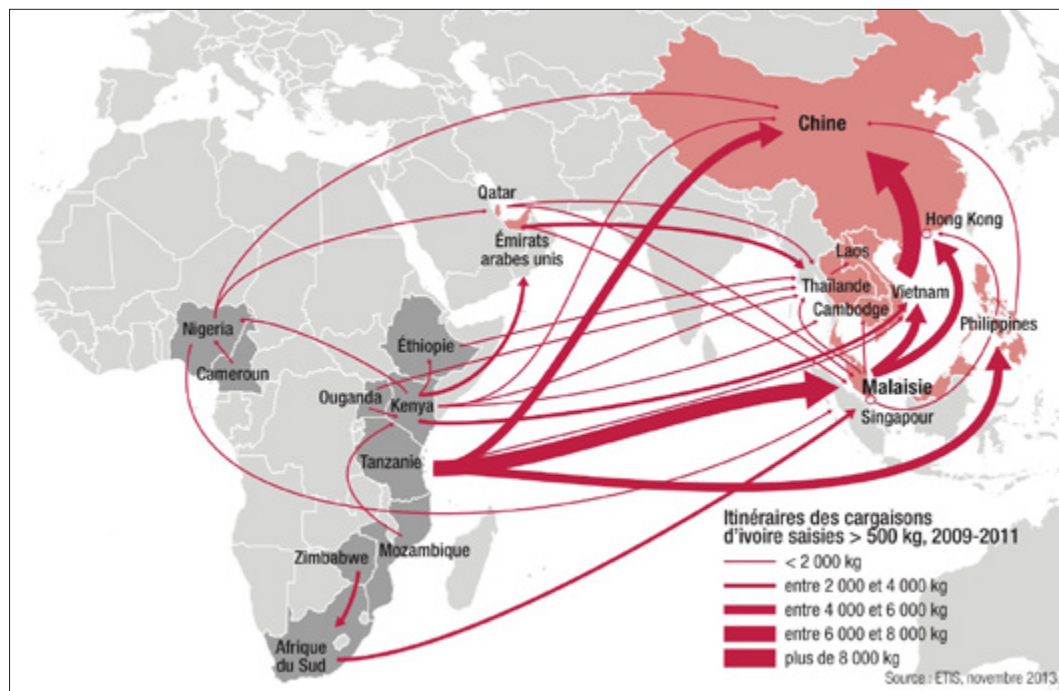 Chine
Qatar
Hong Kong
Émirats
arabes unis
Laos
Thaïlande
Vietnam
Cambodge
Nigeria
Philippines
Éthiopie
Cameroun
Ouganda
Kenya
Malaisie
Singapour
Tanzanie
Mozambique
Zimbabwe
Afrique
du Sud
Itinéraires des cargaisons
d'ivoire saisies > 500 kg, 2009-2011
< 2 000 kg
entre 2 000 et 4 000 kg
entre 4 000 et 6 000 kg
entre 6 000 et 8 000 kg
plus de 8 000 kg
Source : ETIS, novembre 2013